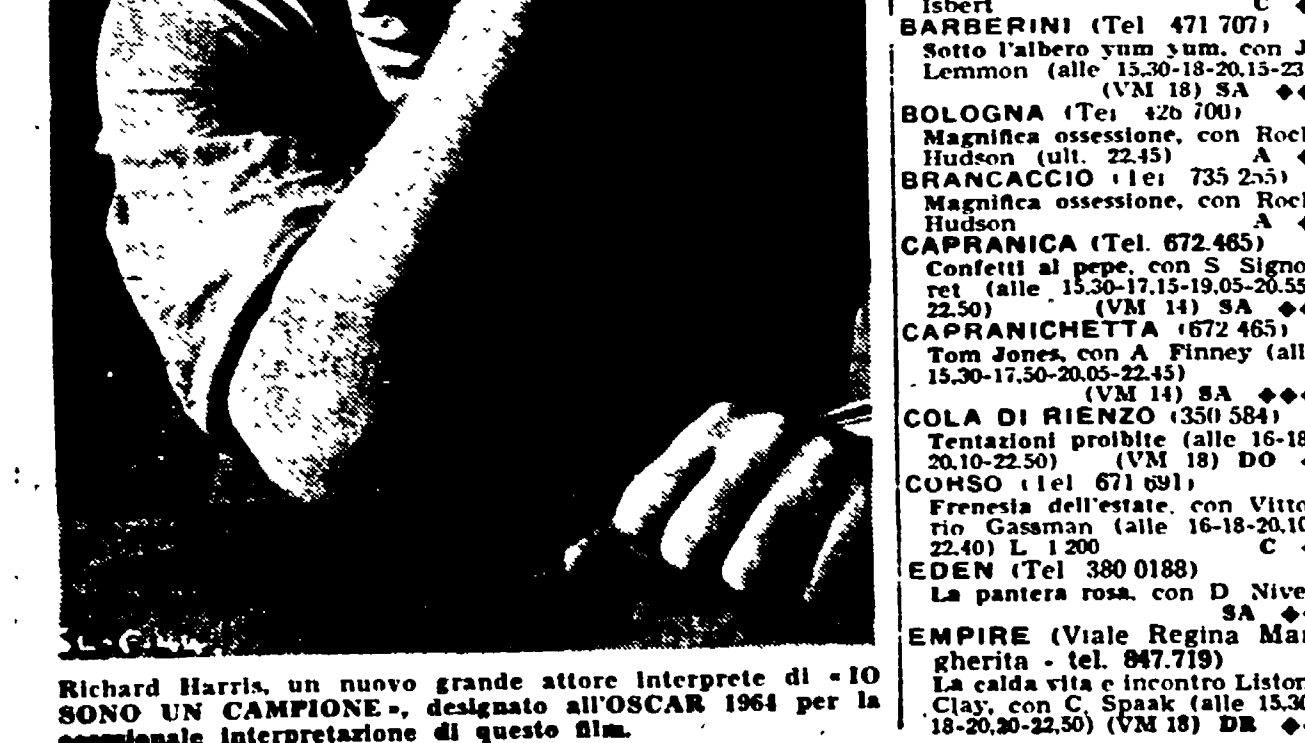 Richard Harris, un nuovo grande attore interprete di « IO
SONO UN CAMPIONE », designato all'OSCAR 1964 per la
interpretazione di questo film.
Isbert C ◆
BARBERINI (Tel 471 707)
Sotto l'albero yum yum, con J
Lemmon (alle 15,30-18-20,15-23
(VM 18) SA ◆◆
BOLOGNA (Tel 426 700)
Magnifica ossessione, con Rock
Hudson (ult. 22.45) A ◆
BRANCACCIO (Tel 735 255)
Magnifica ossessione, con Rock
Hudson A ◆
CAPRANICA (Tel. 672.465)
Confetti al pepe, con S Signo-
ret (alle 15.30-17,15-19,05-20.55
22.50) (VM 14) SA ◆◆
CAPRANICHETTA (672 465)
Tom Jones, con A Finney (alle
15,30-17,50-20,05-22.45)
(VM 14) SA ◆◆◆
COLA DI RIENZO (350 584)
Tentazioni proibite (alle 16-18
20,10-22.50) (VM 18) DO ◆
CORSO (Tel 671 691)
Frenesia dell'estate, con Vitto-
rio Gassman (alle 16-18-20,10
22.40) L 1 200 C ◆
EDEN (Tel 380 0188)
La pantera rosa, con D Nive
SA ◆◆
EMPIRE (Viale Regina Mar
gherita - tel. 847.719)
La calda vita e incontro Liston
Clay, con C. Spaak (alle 15,30
18-20,20-22,50) (VM 18) DR ◆◆